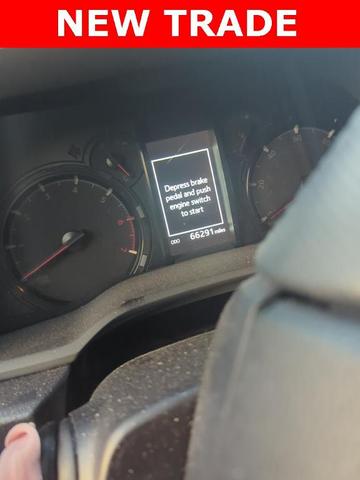 NEW TRADE
Depress brake
pedal and push
engine switch
to start
ODO 66291 miles